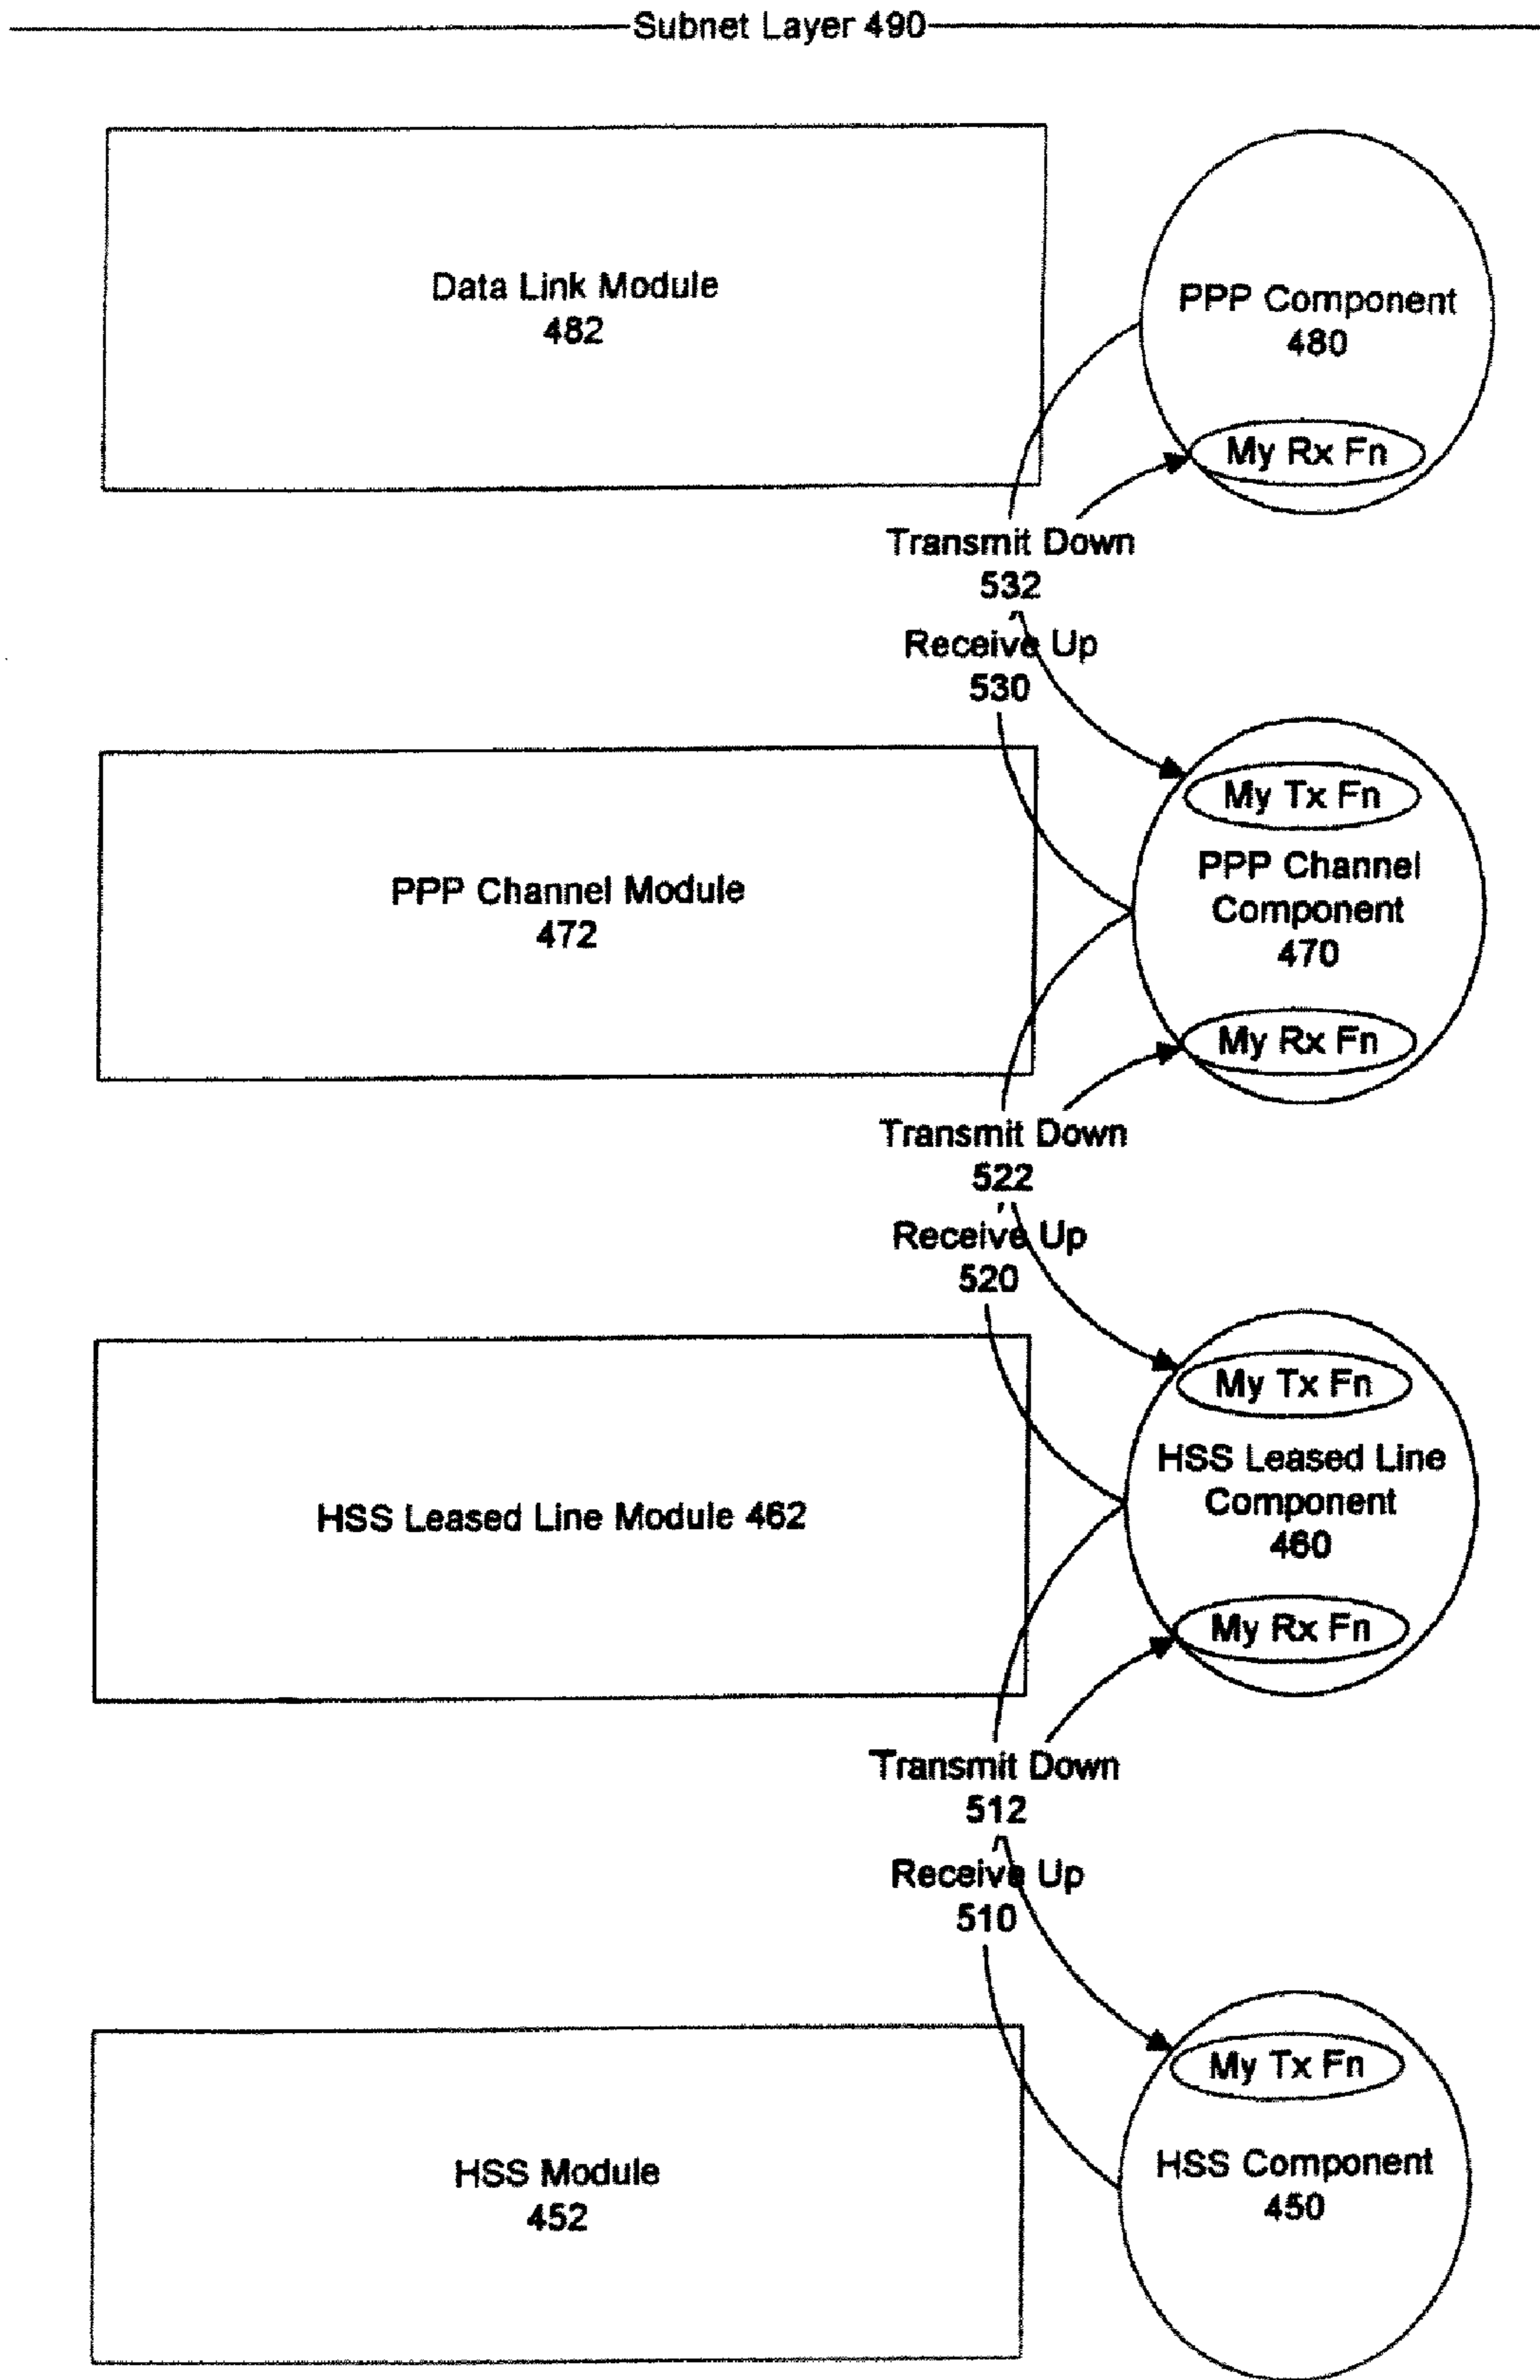 Subnet Layer 490
Data Link Module
482
PPP Component
480
My Rx Fn
Transmit Down
532
Receive Up
530
My Tx Fn
PPP Channel Module
472
PPP Channel
Component
470
My Rx Fn
Transmit Down
522
Receive Up
520
My Tx Fn
HSS Leased Line Module 462
HSS Leased Line
Component
460
My Rx Fn
Transmit Down
512
Receive Up
510
My Tx Fn
HSS Module
452
HSS Component
450